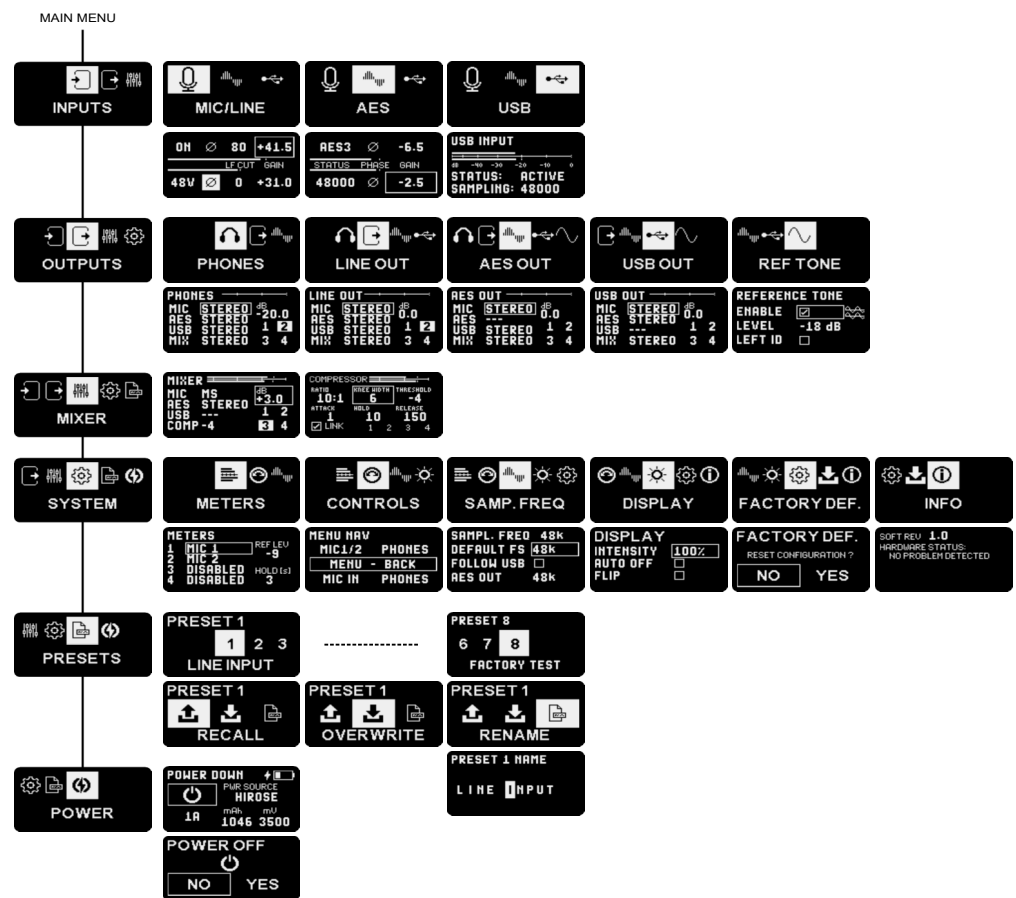 MAIN MENU
INPUTS
MIC/LINE
AES
USB
ON Ø 80 +41.5
LF CUT GAIN
48V Ø 0 +31.0
AES3 Ø -6.5
STATUS PHASE GAIN
48000 Ø -2.5
USB INPUT
dB -40 -30 -20 -10 0
STATUS: ACTIVE
SAMPLING: 48000
OUTPUTS
PHONES
LINE OUT
AES OUT
USB OUT
REF TONE
PHONES
MIC STEREO dB
AES STEREO -20.0
USB STEREO 1 2
MIX STEREO 3 4
LINE OUT
MIC STEREO dB
AES STEREO 0.0
USB STEREO 1 2
MIX STEREO 3 4
AES OUT
MIC STEREO dB
AES --- 0.0
USB STEREO 1 2
MIX STEREO 3 4
USB OUT
MIC STEREO dB
AES STEREO 0.0
USB --- 1 2
MIX STEREO 3 4
REFERENCE TONE
ENABLE
LEVEL -18 dB
LEFT ID
MIXER
MIXER
MIC MS dB
AES STEREO +3.0
USB --- 1 2
COMP -4 3 4
COMPRESSOR
RATIO KNEE WIDTH THRESHOLD
10:1 6 -4
ATTACK HOLD RELEASE
1 10 150
LINK 1 2 3 4
SYSTEM
METERS
CONTROLS
SAMP. FREQ
DISPLAY
FACTORY DEF.
INFO
METERS
1 MIC 1 REF LEV
2 MIC 2 -9
3 DISABLED HOLD [s]
4 DISABLED 3
MENU NAV
MIC1/2 PHONES
MENU - BACK
MIC IN PHONES
SAMPL. FREQ 48k
DEFAULT FS 48k
FOLLOW USB
AES OUT 48k
DISPLAY
INTENSITY 100%
AUTO OFF
FLIP
FACTORY DEF.
RESET CONFIGURATION ?
NO YES
SOFT REV 1.0
HARDWARE STATUS:
NO PROBLEM DETECTED
PRESETS
PRESET 1
1 2 3
LINE INPUT
PRESET 8
6 7 8
FACTORY TEST
PRESET 1
RECALL
PRESET 1
OVERWRITE
PRESET 1
RENAME
PRESET 1 NAME
LINE INPUT
POWER
POWER DOWN
PWR SOURCE
HIROSE
mAh mV
1A 1046 3500
POWER OFF
NO YES